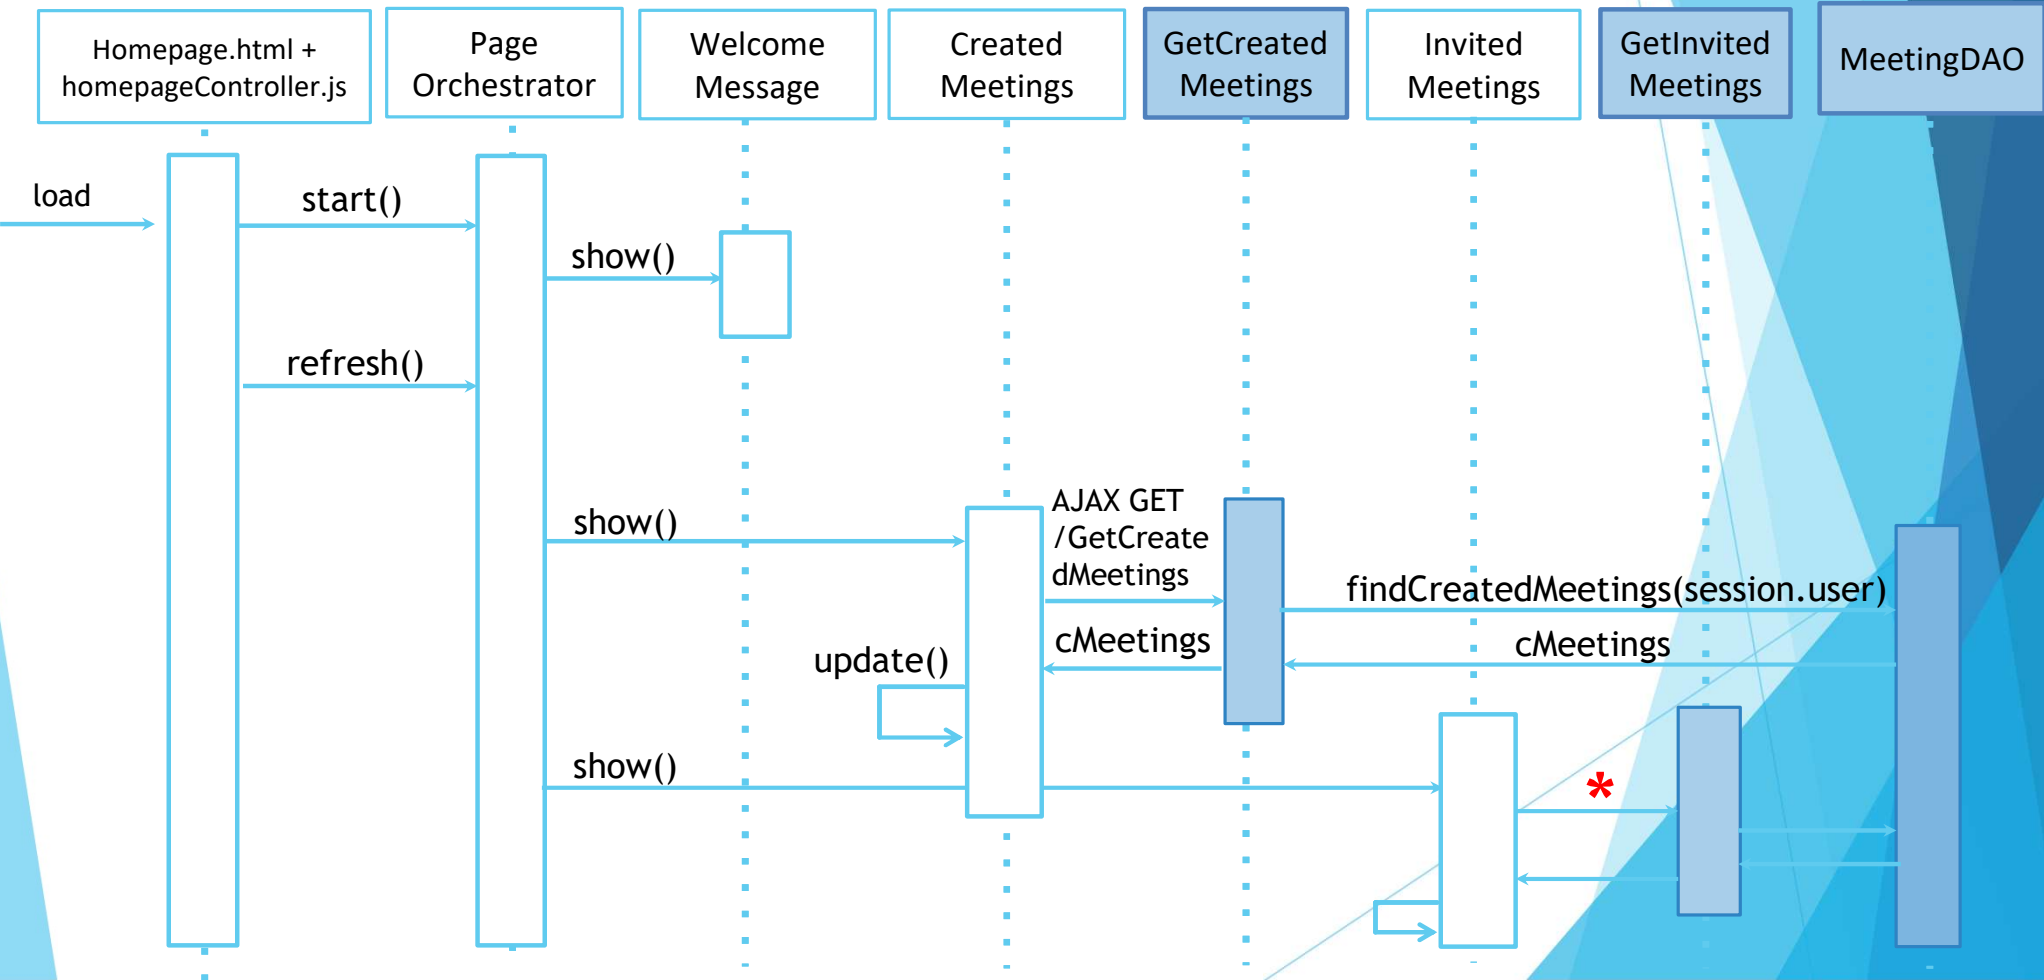 Homepage.html +
homepageController.js
Page
Orchestrator
Welcome
Message
Created
Meetings
GetCreated
Meetings
Invited
Meetings
GetInvited
Meetings
MeetingDAO
load
start()
show()
refresh()
show()
AJAX GET
/GetCreate
dMeetings
findCreatedMeetings(session.user)
cMeetings
cMeetings
update()
show()
*